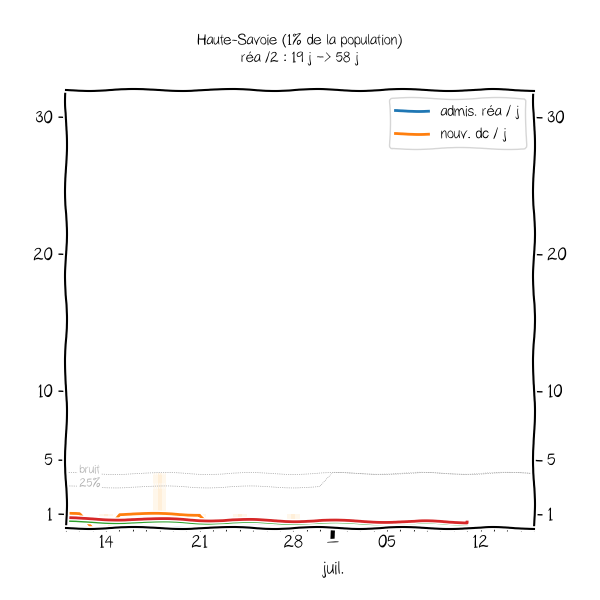 Haute-Savoie (1% de la population)
réa /2 : 19 j -> 58 j
admis. réa / j
nouv. dc / j
30 30
20 20
10 10
5 5
bruit
25%
1 1
14 21 28 1 05 12
juil.